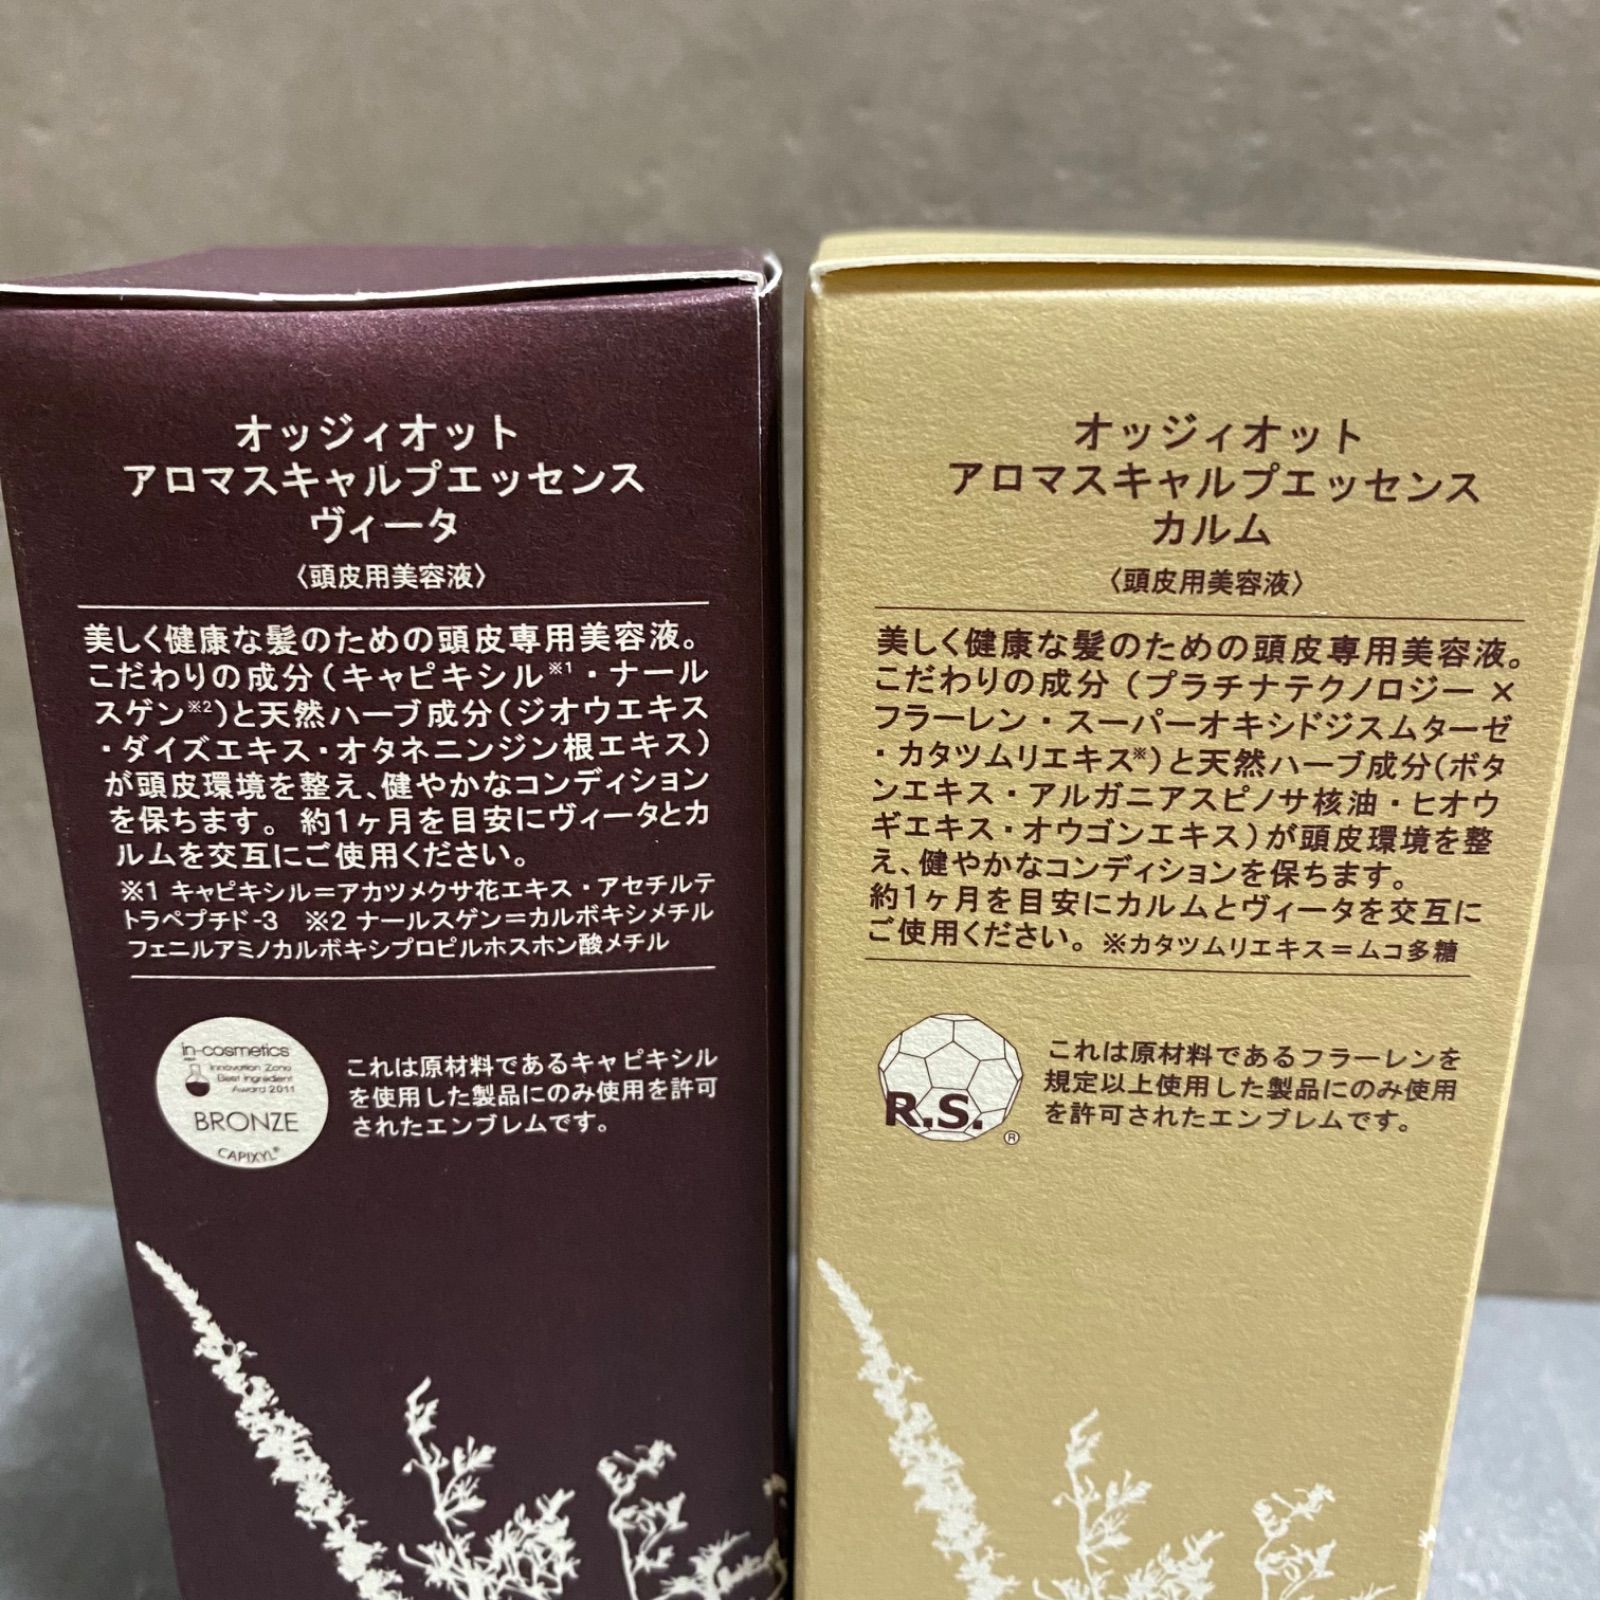 オッジィオット
アロマスキャルプエッセンス
ヴィータ
〈頭皮用美容液〉
美しく健康な髪のための頭皮専用美容液。
こだわりの成分(キャピキシル※1・ナール
スゲン※2)と天然ハーブ成分(ジオウエキス
・ダイズエキス・オタネニンジン根エキス)
が頭皮環境を整え、健やかなコンディション
を保ちます。約1ヶ月を目安にヴィータとカ
ルムを交互にご使用ください。
※1 キャピキシル＝アカツメクサ花エキス・アセチルテ
トラペプチド-3 ※2 ナールスゲン＝カルボキシメチル
フェニルアミノカルボキシプロピルホスホン酸メチル
in-cosmetics
Innovation Zone
Best Ingredient
Award 2011
BRONZE
CAPIXYL®
これは原材料であるキャピキシル
を使用した製品にのみ使用を許可
されたエンブレムです。
オッジィオット
アロマスキャルプエッセンス
カルム
〈頭皮用美容液〉
美しく健康な髪のための頭皮専用美容液。
こだわりの成分(プラチナテクノロジー×
フラーレン・スーパーオキシドジスムターゼ
・カタツムリエキス※)と天然ハーブ成分(ボタ
ンエキス・アルガニアスピノサ核油・ヒオウ
ギエキス・オウゴンエキス)が頭皮環境を整
え、健やかなコンディションを保ちます。
約1ヶ月を目安にカルムとヴィータを交互に
ご使用ください。※カタツムリエキス＝ムコ多糖
R.S.®
これは原材料であるフラーレンを
規定以上使用した製品にのみ使用
を許可されたエンブレムです。